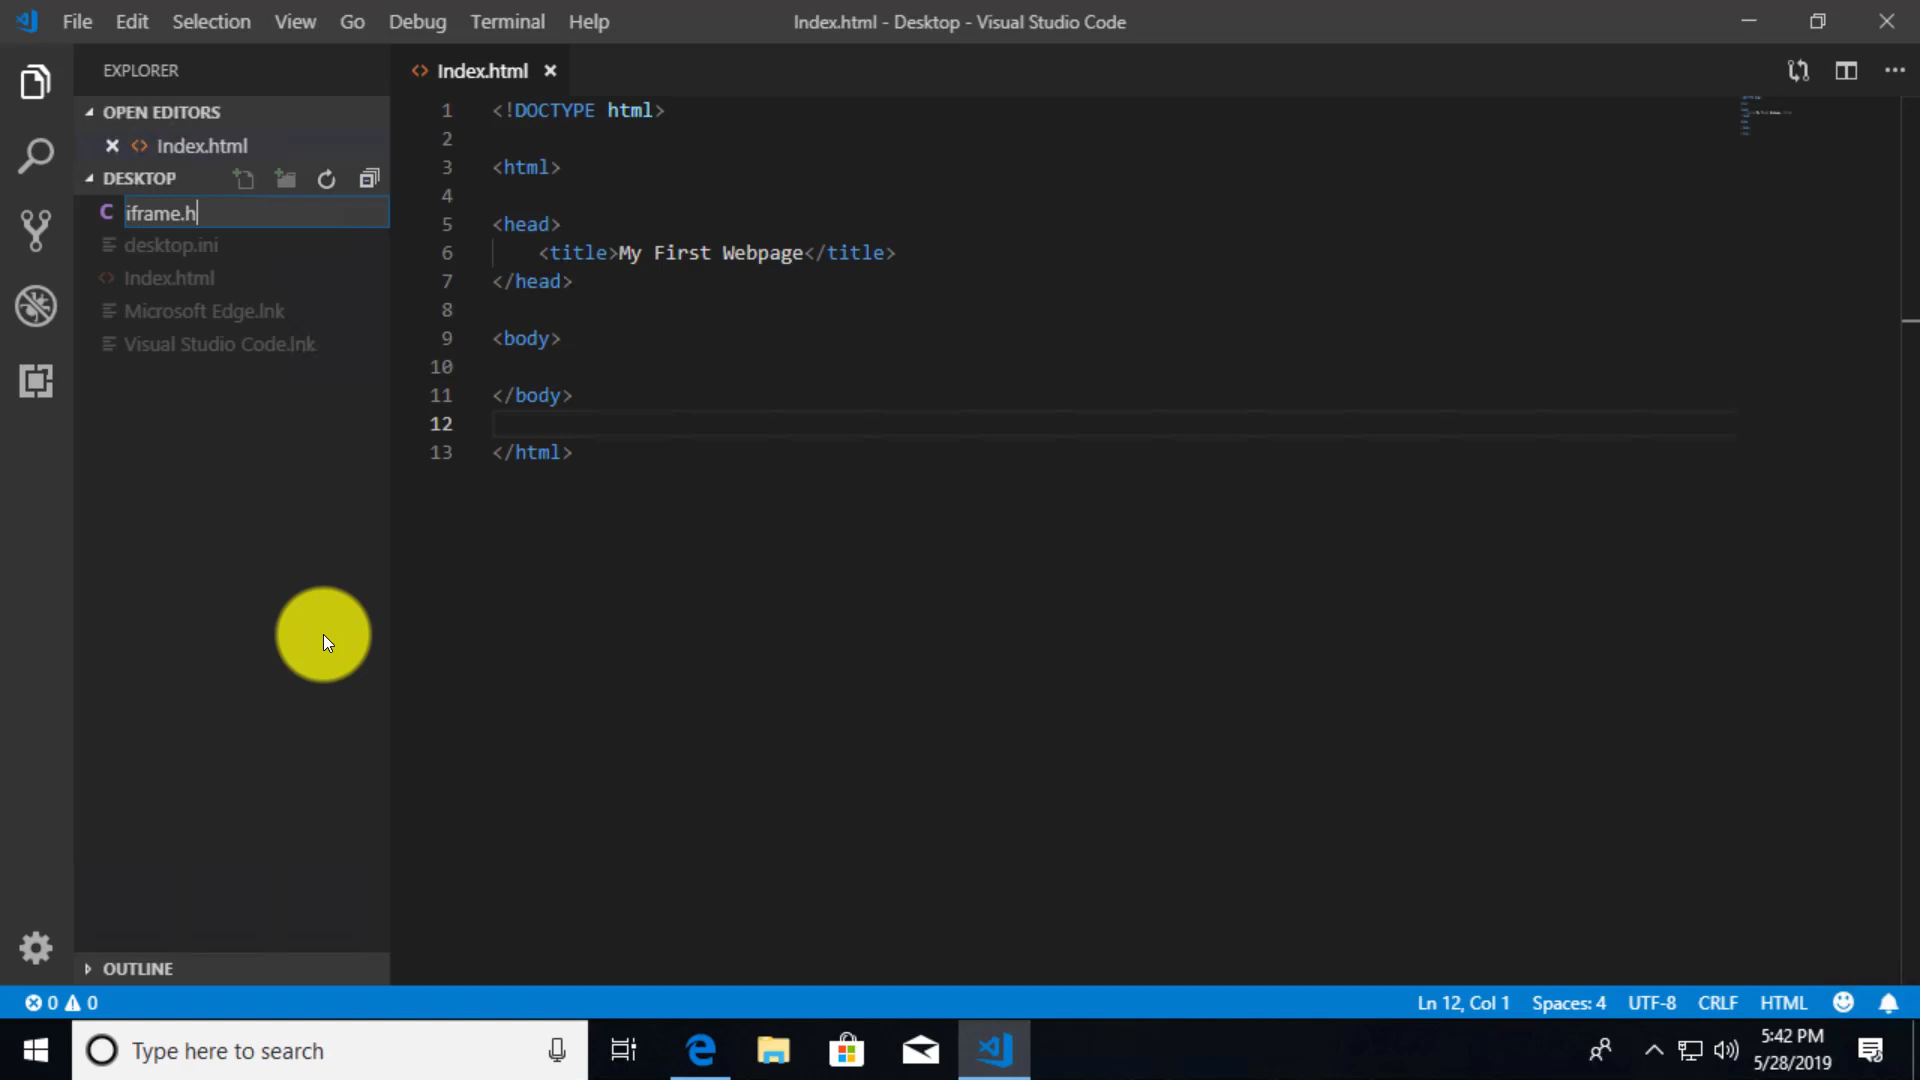 File Edit Selection View Go Debug Terminal Help
Index.html - Desktop - Visual Studio Code
EXPLORER
OPEN EDITORS
Index.html
DESKTOP
C iframe.h
desktop.ini
Index.html
Microsoft Edge.lnk
Visual Studio Code.lnk
OUTLINE
Index.html
1 <!DOCTYPE html>
2
3 <html>
4
5 <head>
6 <title>My First Webpage</title>
7 </head>
8
9 <body>
10
11 </body>
12
13 </html>
0 0
Ln 12, Col 1 Spaces: 4 UTF-8 CRLF HTML
Type here to search
5:42 PM
5/28/2019